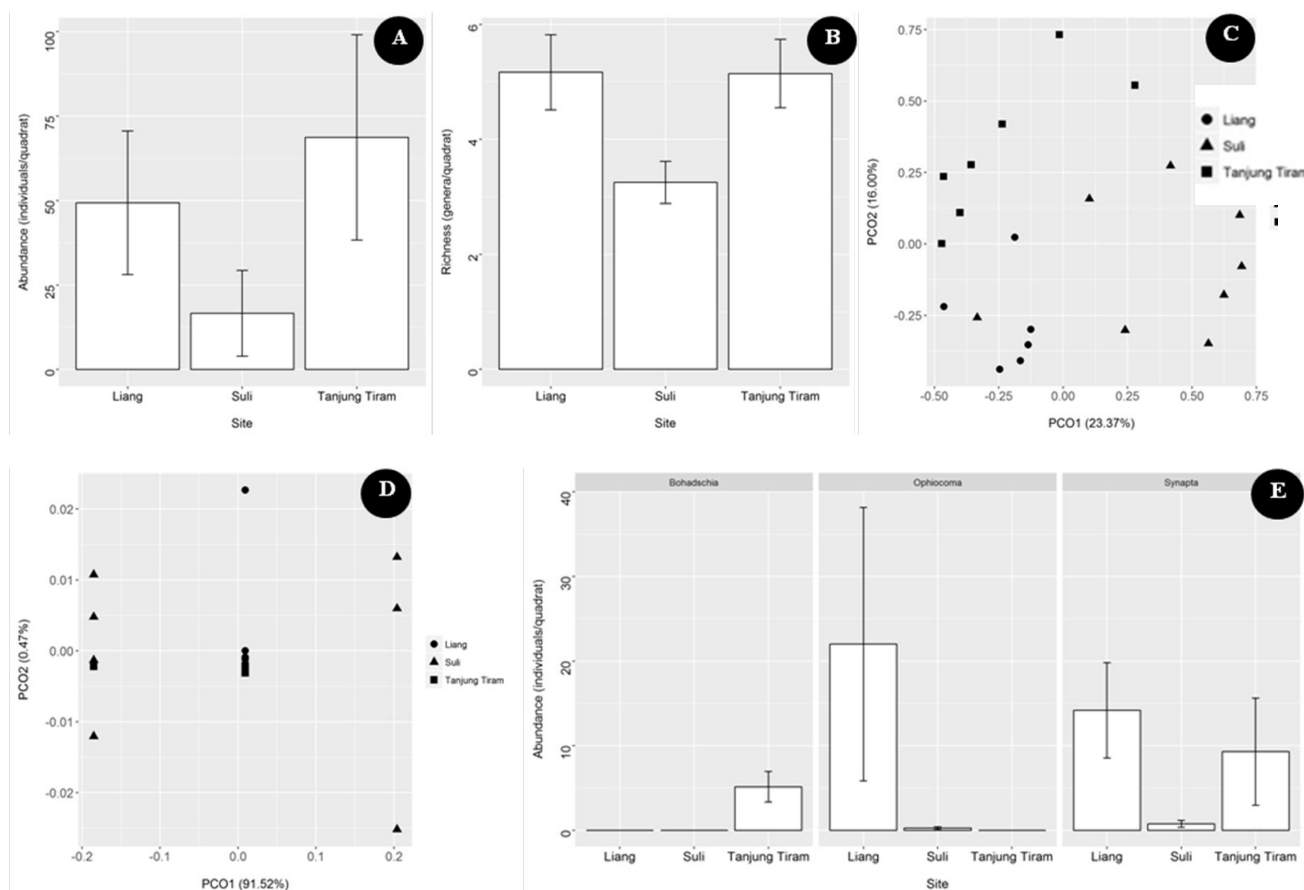 A
Abundance (individuals/quadrat)
100
75
50
25
0
Liang
Suli
Tanjung Tiram
Site
B
Richness (genera/quadrat)
6
4
2
0
Liang
Suli
Tanjung Tiram
Site
C
PCO2 (16.00%)
0.75
0.50
0.25
0.00
-0.25
-0.50
-0.25
0.00
0.25
0.50
0.75
PCO1 (23.37%)
Liang
Suli
Tanjung Tiram
D
PCO2 (0.47%)
0.02
0.01
0.00
-0.01
-0.02
-0.2
-0.1
0.0
0.1
0.2
PCO1 (91.52%)
Liang
Suli
Tanjung Tiram
E
Bohadschia
Ophiocoma
Synapta
Abundance (individuals/quadrat)
40
30
20
10
0
Liang
Suli
Tanjung Tiram
Liang
Suli
Tanjung Tiram
Liang
Suli
Tanjung Tiram
Site